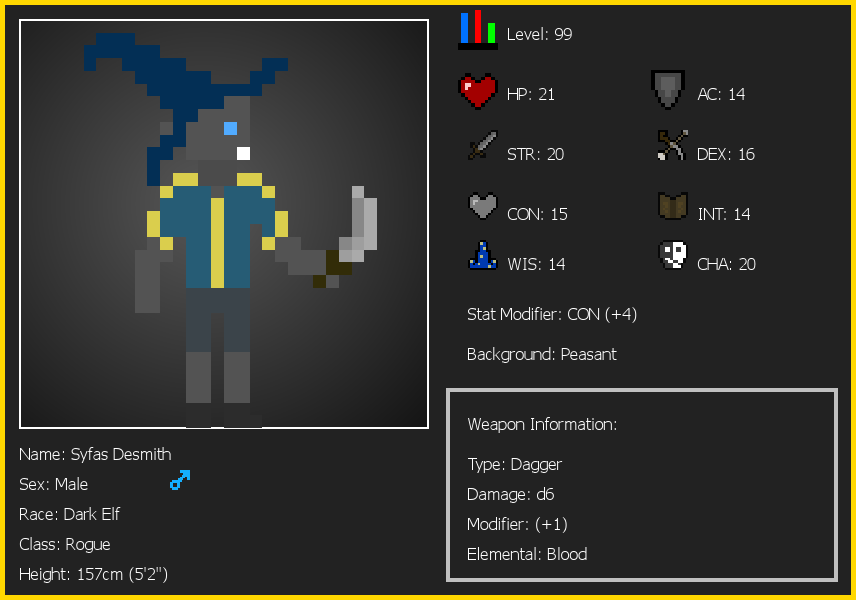 Level: 99
HP: 21
AC: 14
STR: 20
DEX: 16
CON: 15
INT: 14
WIS: 14
CHA: 20
Stat Modifier: CON (+4)
Background: Peasant
Weapon Information:
Type: Dagger
Damage: d6
Modifier: (+1)
Elemental: Blood
Name: Syfas Desmith
Sex: Male
Race: Dark Elf
Class: Rogue
Height: 157cm (5'2")